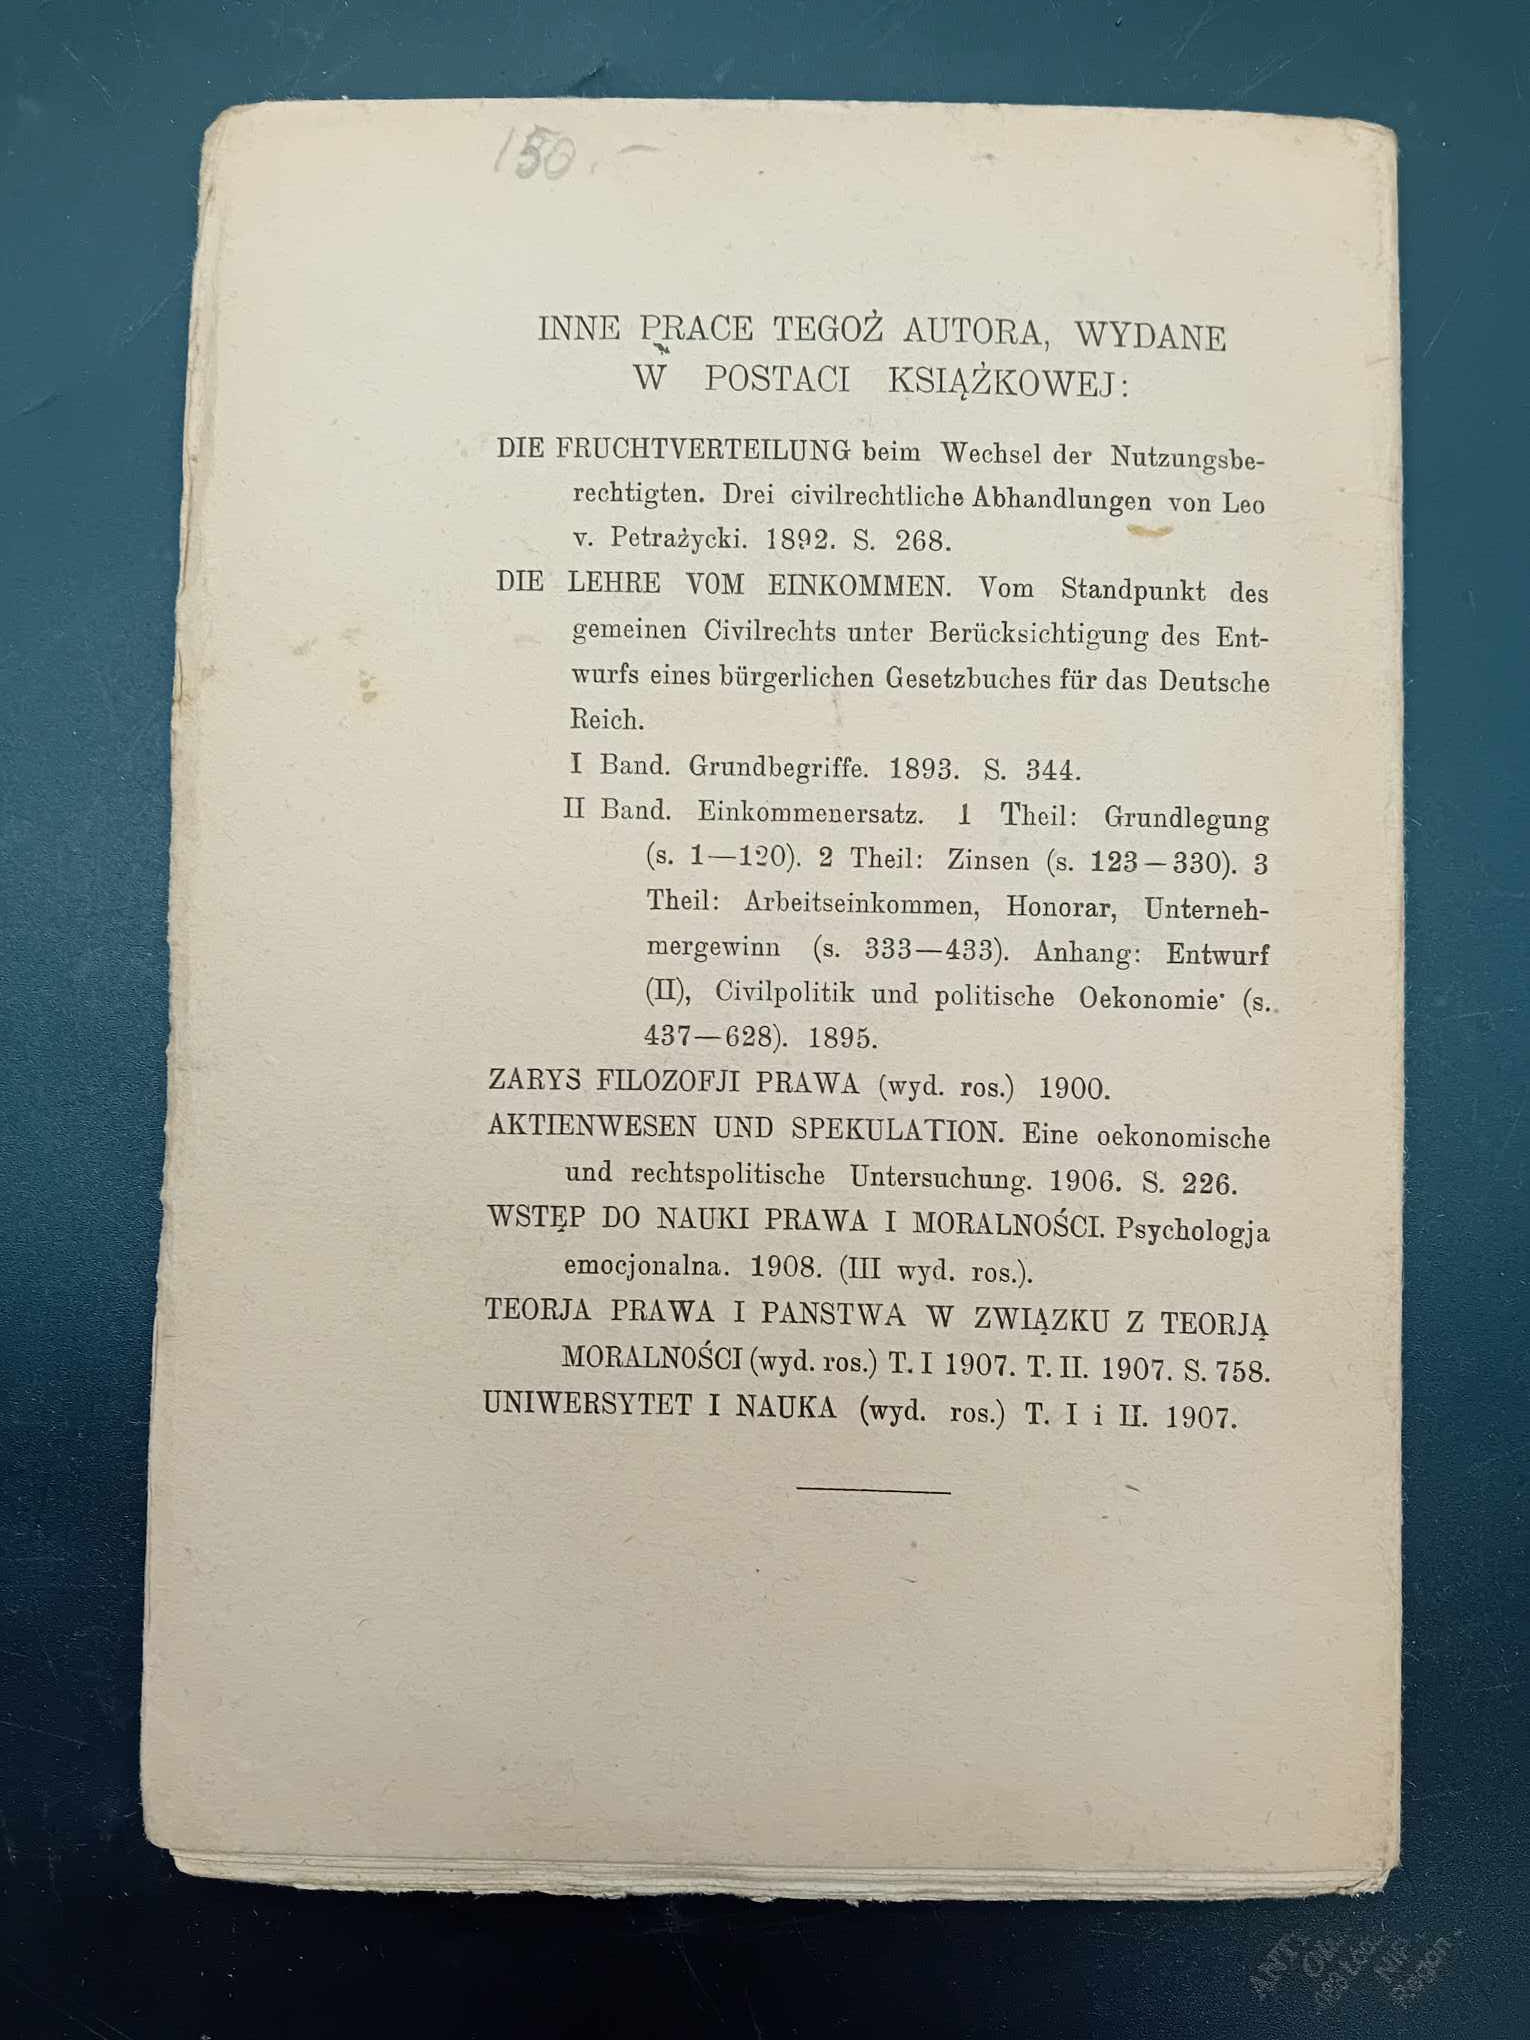 150.—
INNE PRACE TEGOŻ AUTORA, WYDANE
W POSTACI KSIĄŻKOWEJ:
DIE FRUCHTVERTEILUNG beim Wechsel der Nutzungsbe-
rechtigten. Drei civilrechtliche Abhandlungen von Leo
v. Petrażycki. 1892. S. 268.
DIE LEHRE VOM EINKOMMEN. Vom Standpunkt des
gemeinen Civilrechts unter Berücksichtigung des Ent-
wurfs eines bürgerlichen Gesetzbuches für das Deutsche
Reich.
I Band. Grundbegriffe. 1893. S. 344.
II Band. Einkommenersatz. 1 Theil: Grundlegung
(s. 1—120). 2 Theil: Zinsen (s. 123—330). 3
Theil: Arbeitseinkommen, Honorar, Unterneh-
mergewinn (s. 333—433). Anhang: Entwurf
(II), Civilpolitik und politische Oekonomie (s.
437—628). 1895.
ZARYS FILOZOFJI PRAWA (wyd. ros.) 1900.
AKTIENWESEN UND SPEKULATION. Eine oekonomische
und rechtspolitische Untersuchung. 1906. S. 226.
WSTĘP DO NAUKI PRAWA I MORALNOŚCI. Psychologja
emocjonalna. 1908. (III wyd. ros.).
TEORJA PRAWA I PANSTWA W ZWIĄZKU Z TEORJĄ
MORALNOŚCI (wyd. ros.) T. I 1907. T. II. 1907. S. 758.
UNIWERSYTET I NAUKA (wyd. ros.) T. I i II. 1907.